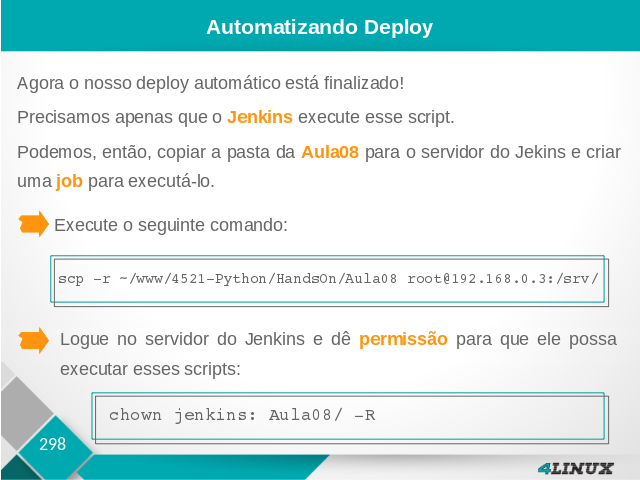 Automatizando Deploy
Agora o nosso deploy automático está finalizado!
Precisamos apenas que o Jenkins execute esse script.
Podemos, então, copiar a pasta da Aula08 para o servidor do Jekins e criar
uma job para executá-lo.
Execute o seguinte comando:
scp -r ~/www/4521-Python/HandsOn/Aula08 root@192.168.0.3:/srv/
Logue no servidor do Jenkins e dê permissão para que ele possa
executar esses scripts:
chown jenkins: Aula08/ -R
298
4LINUX